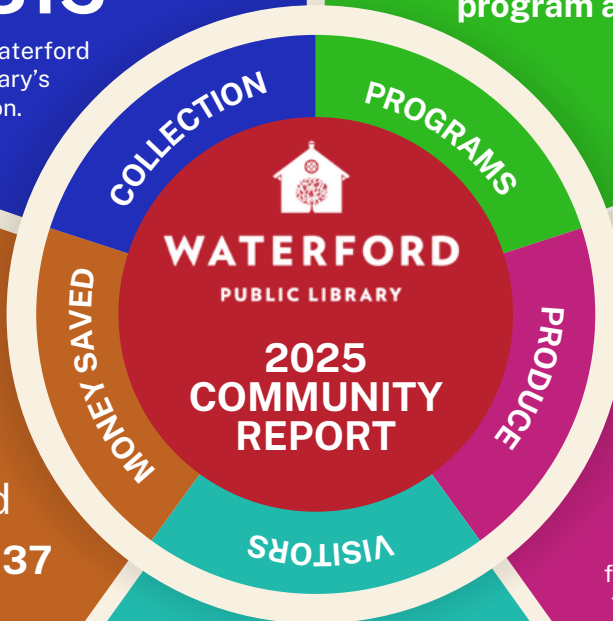 program a
aterford
ary's
on.
COLLECTION
PROGRAMS
WATERFORD
PUBLIC LIBRARY
2025
COMMUNITY
REPORT
MONEY SAVED
PRODUCE
VISITORS
d
37
f